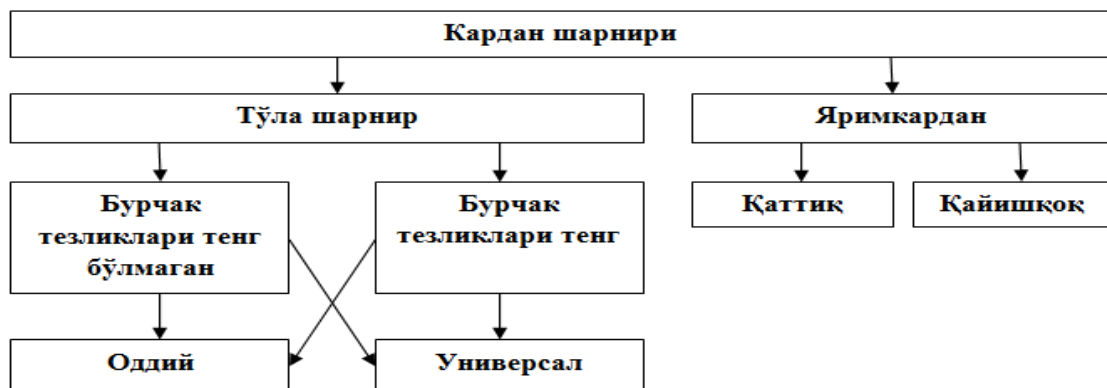 Кардан шарнири
Тўла шарнир
Яримкардан
Бурчак
тезликлари тенг
бўлмаган
Бурчак
тезликлари тенг
Қаттиқ
Қайишқоқ
Оддий
Универсал